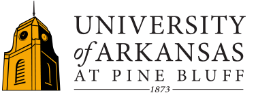 UNIVERSITY
of ARKANSAS
AT PINE BLUFF
1873